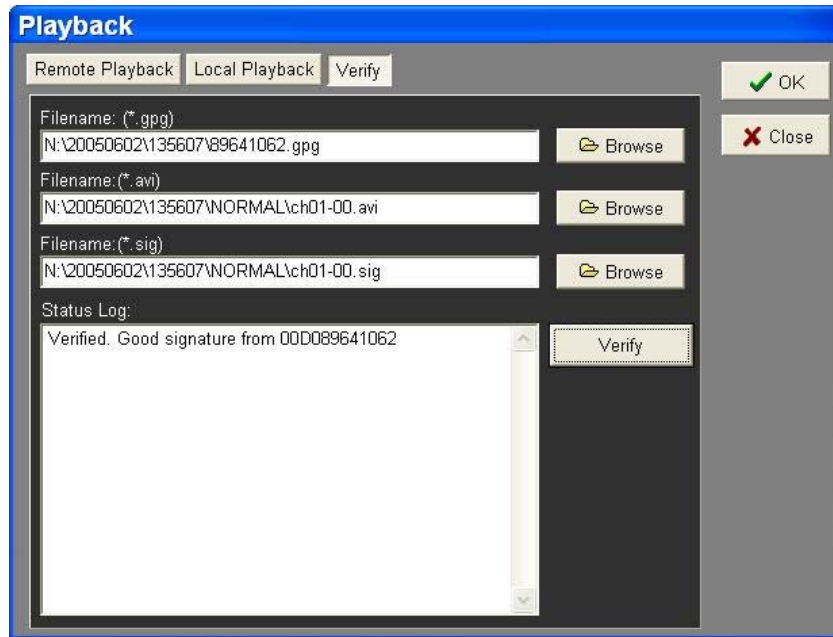 Playback
Remote Playback Local Playback Verify
OK
Close
Filename: (*.gpg)
N:\20050602\135607\89641062.gpg
Browse
Filename:(*.avi)
N:\20050602\135607\NORMAL\ch01-00.avi
Browse
Filename:(*.sig)
N:\20050602\135607\NORMAL\ch01-00.sig
Browse
Status Log:
Verified. Good signature from 00D089641062
Verify